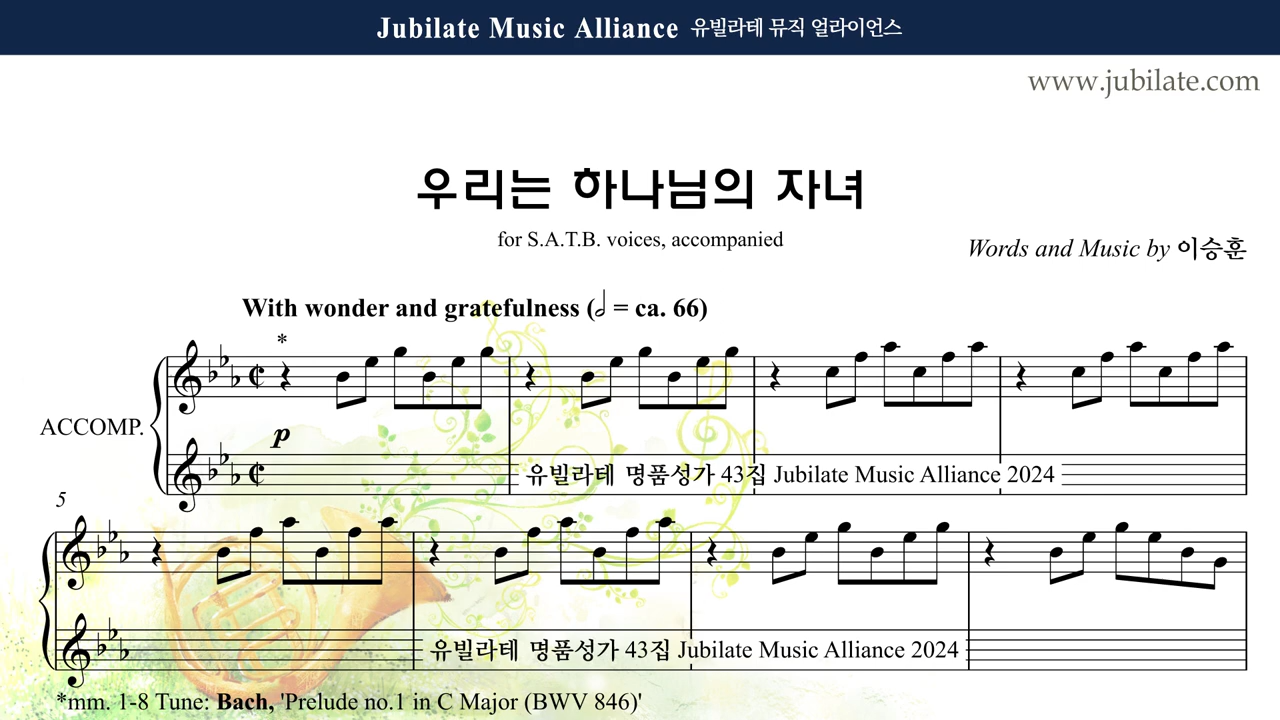 Jubilate Music Alliance 유빌라테 뮤직 얼라이언스
www.jubilate.com
우리는 하나님의 자녀
for S.A.T.B. voices, accompanied
Words and Music by 이승훈
With wonder and gratefulness (𝅗𝅥 = ca. 66)
*
ACCOMP.
p
유빌라테 명품성가 43집 Jubilate Music Alliance 2024
5
유빌라테 명품성가 43집 Jubilate Music Alliance 2024
*mm. 1-8 Tune: Bach, 'Prelude no.1 in C Major (BWV 846)'